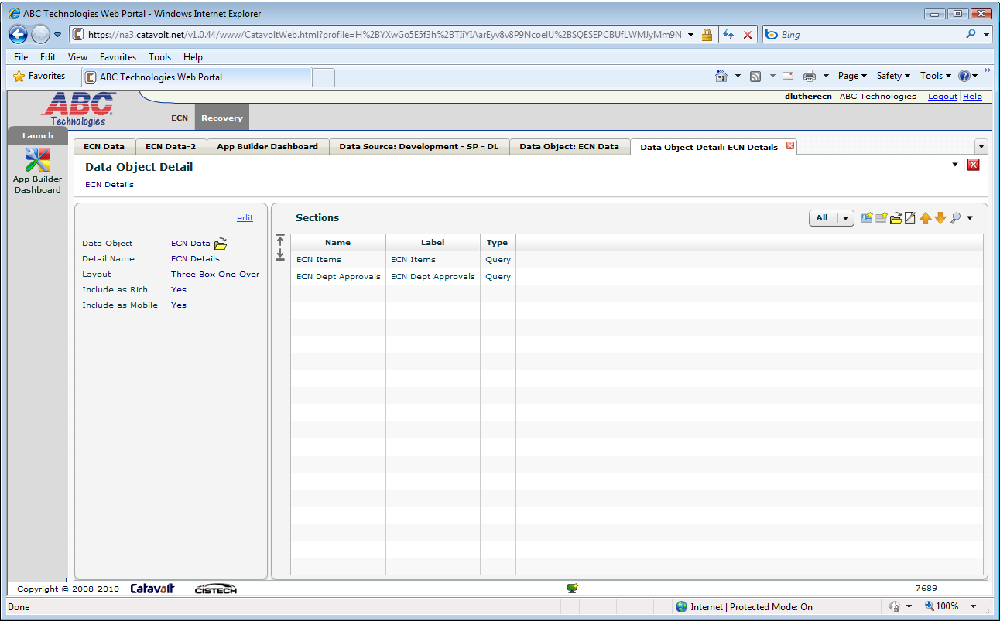 ABC Technologies Web Portal - Windows Internet Explorer
https://na3.catavolt.net/v1.0.44/www/CatavoltWeb.html?profile=H%2BYXwGo5E5f3h%2BTIiYIAarEyv8v8P9NcoelU%2BSQESEPCBUfLWMJyMm9N
Bing
File Edit View Favorites Tools Help
Favorites
ABC Technologies Web Portal
Page Safety Tools
dlutherecn ABC Technologies Logout Help
ABC
Technologies
ECN Recovery
Launch
App Builder
Dashboard
ECN Data ECN Data-2 App Builder Dashboard Data Source: Development - SP - DL Data Object: ECN Data Data Object Detail: ECN Details
Data Object Detail
ECN Details
edit
Data Object ECN Data
Detail Name ECN Details
Layout Three Box One Over
Include as Rich Yes
Include as Mobile Yes
Sections
All
Name Label Type
ECN Items ECN Items Query
ECN Dept Approvals ECN Dept Approvals Query
Copyright © 2008-2010 Catavolt CISTECH 7689
Done Internet | Protected Mode: On 100%